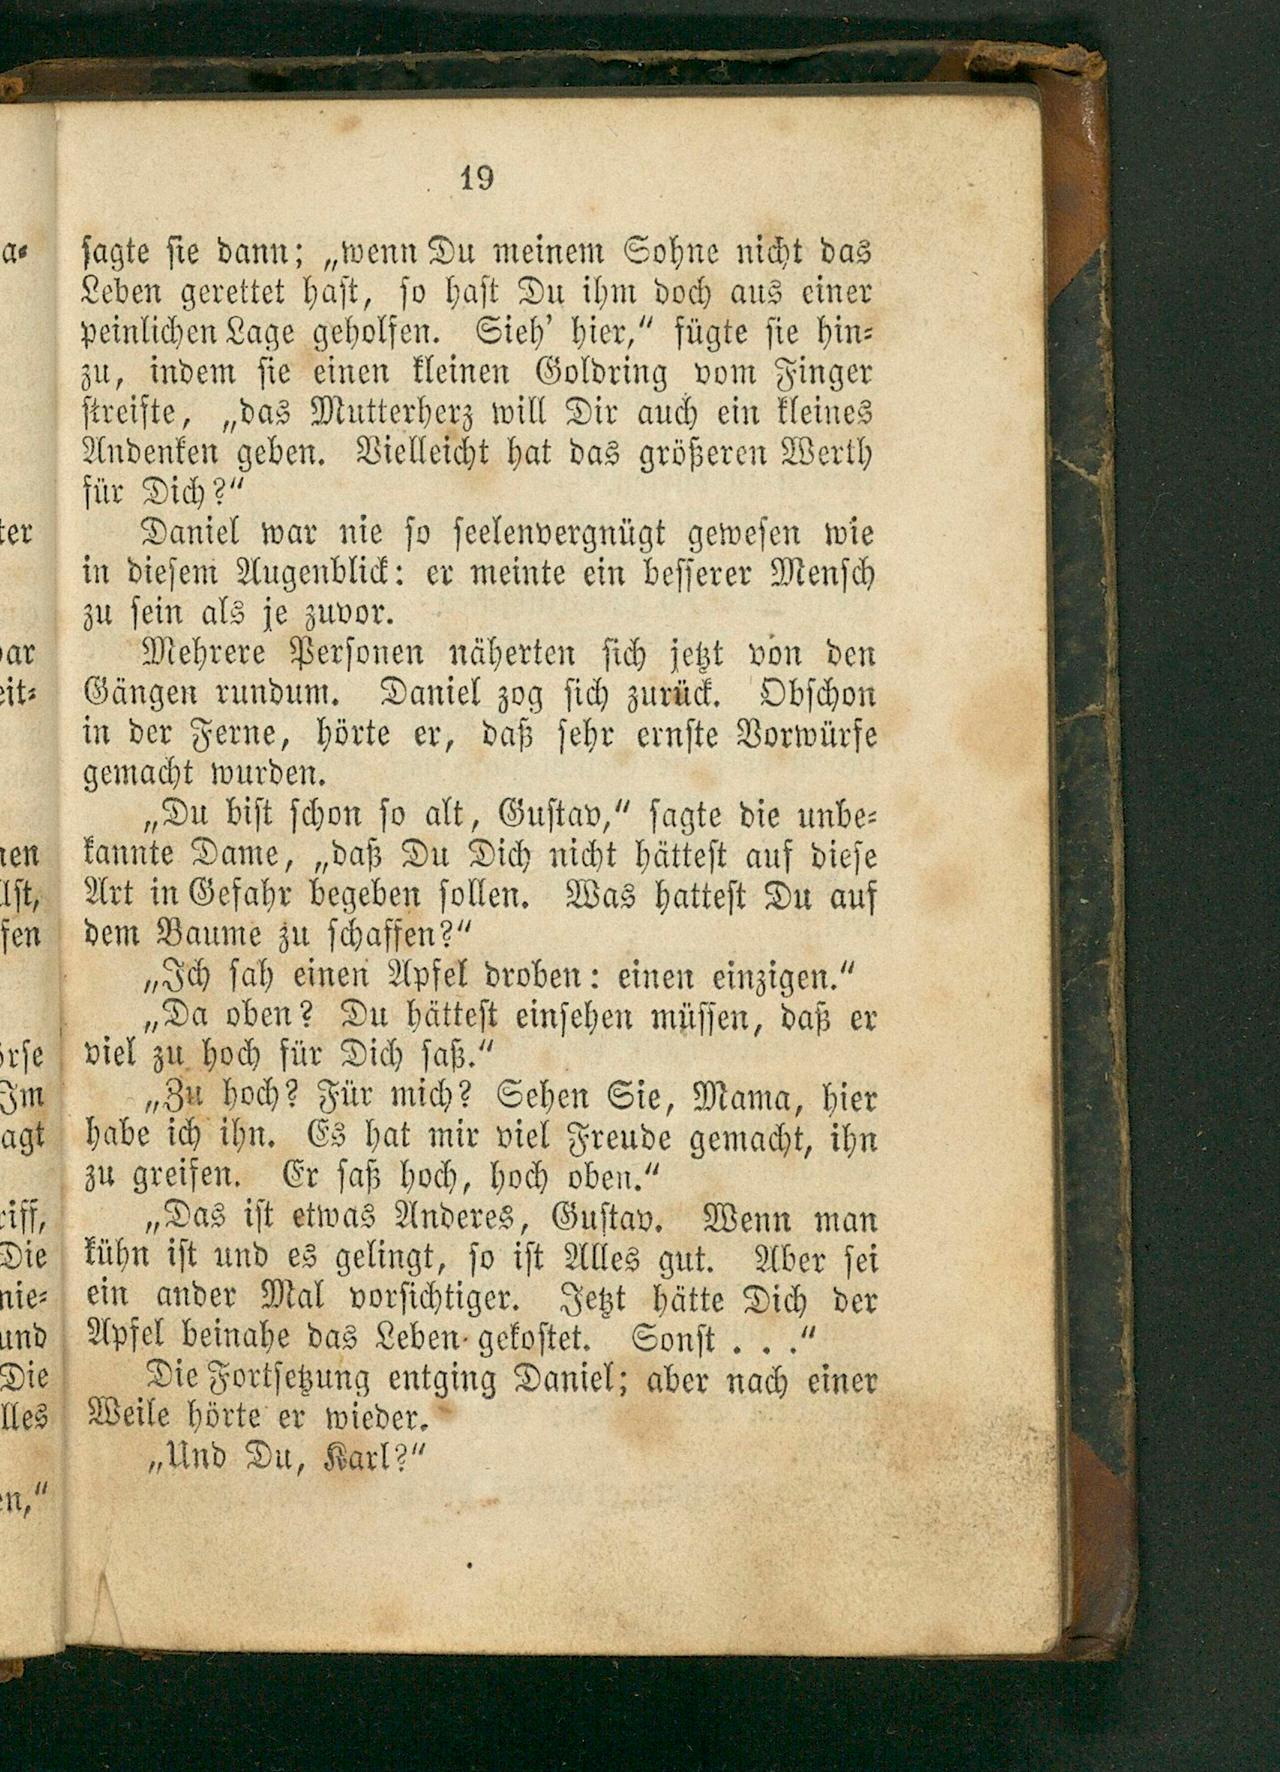 19
sagte sie dann; „wenn Du meinem Sohne nicht das
Leben gerettet hast, so hast Du ihm doch aus einer
peinlichen Lage geholfen. Sieh' hier,“ fügte sie hin-
zu, indem sie einen kleinen Goldring vom Finger
streifte, „das Mutterherz will Dir auch ein kleines
Andenken geben. Vielleicht hat das größeren Werth
für Dich?“
Daniel war nie so seelenvergnügt gewesen wie
in diesem Augenblick: er meinte ein besserer Mensch
zu sein als je zuvor.
Mehrere Personen näherten sich jetzt von den
Gängen rundum. Daniel zog sich zurück. Obschon
in der Ferne, hörte er, daß sehr ernste Vorwürfe
gemacht wurden.
„Du bist schon so alt, Gustav,“ sagte die unbe-
kannte Dame, „daß Du Dich nicht hättest auf diese
Art in Gefahr begeben sollen. Was hattest Du auf
dem Baume zu schaffen?“
„Ich sah einen Apfel droben: einen einzigen.“
„Da oben? Du hättest einsehen müssen, daß er
viel zu hoch für Dich saß.“
„Zu hoch? Für mich? Sehen Sie, Mama, hier
habe ich ihn. Es hat mir viel Freude gemacht, ihn
zu greifen. Er saß hoch, hoch oben.“
„Das ist etwas Anderes, Gustav. Wenn man
kühn ist und es gelingt, so ist Alles gut. Aber sei
ein ander Mal vorsichtiger. Jetzt hätte Dich der
Apfel beinahe das Leben gekostet. Sonst . . .“
Die Fortsetzung entging Daniel; aber nach einer
Weile hörte er wieder.
„Und Du, Karl?“